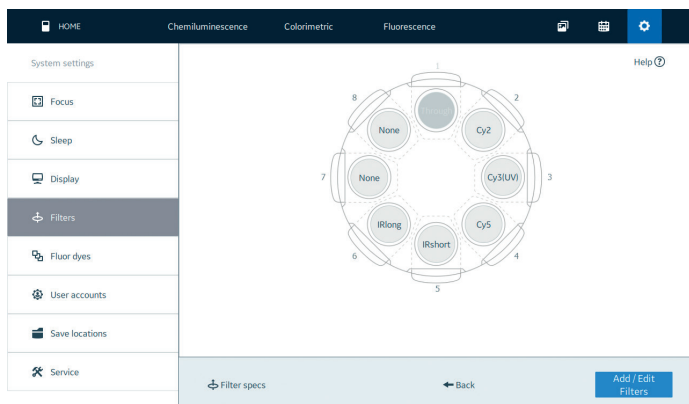 HOME
Chemiluminescence
Colorimetric
Fluorescence
System settings
Help ?
Focus
Sleep
Display
Filters
Fluor dyes
User accounts
Save locations
Service
1
2
3
4
5
6
7
8
Through
Cy2
Cy3(UV)
Cy5
IRshort
IRlong
None
None
Filter specs
Back
Add / Edit
Filters